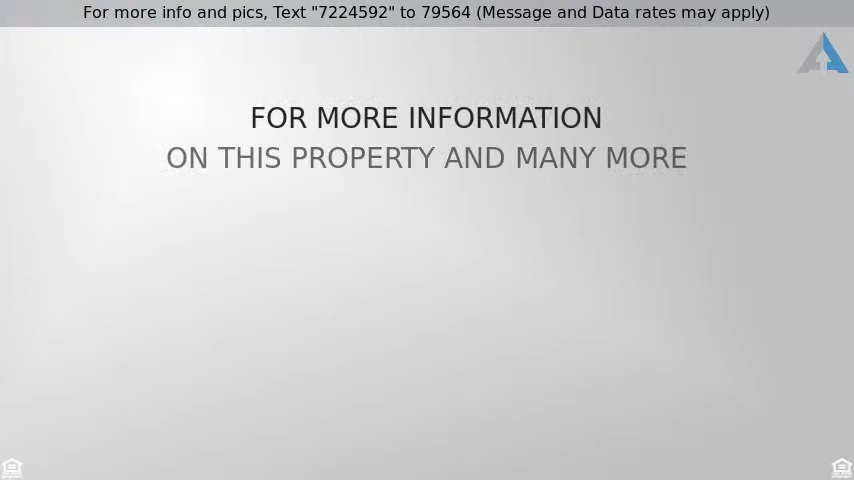 For more info and pics, Text "7224592" to 79564 (Message and Data rates may apply)
FOR MORE INFORMATION
ON THIS PROPERTY AND MANY MORE